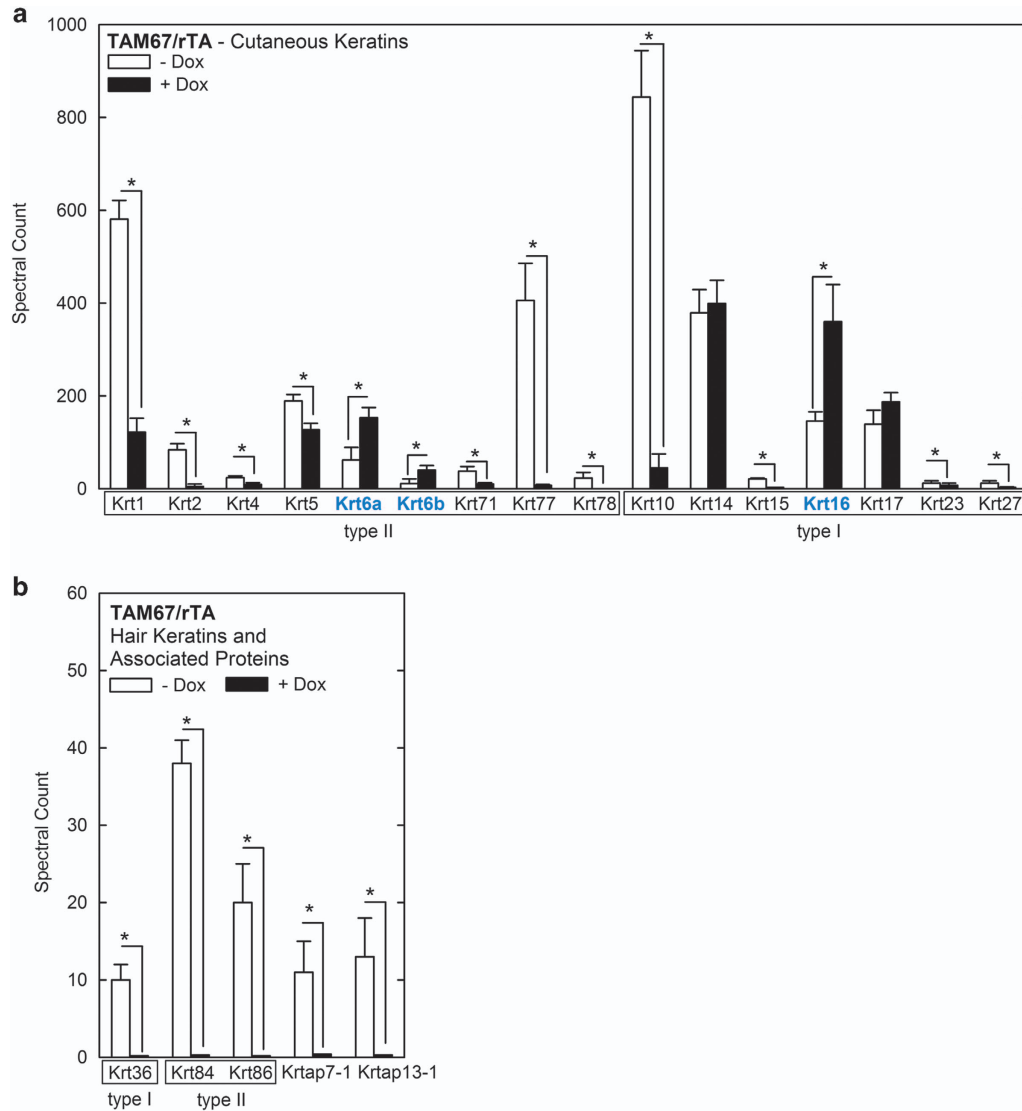 a
1000
800
600
400
200
0
Spectral Count
TAM67/rTA - Cutaneous Keratins
- Dox
+ Dox
* * * * * * * * * * * * * *
Krt1 Krt2 Krt4 Krt5 Krt6a Krt6b Krt71 Krt77 Krt78 Krt10 Krt14 Krt15 Krt16 Krt17 Krt23 Krt27
type II type I
b
60
50
40
30
20
10
0
Spectral Count
TAM67/rTA
Hair Keratins and
Associated Proteins
- Dox + Dox
* * * * *
Krt36 Krt84 Krt86 Krtap7-1 Krtap13-1
type I type II